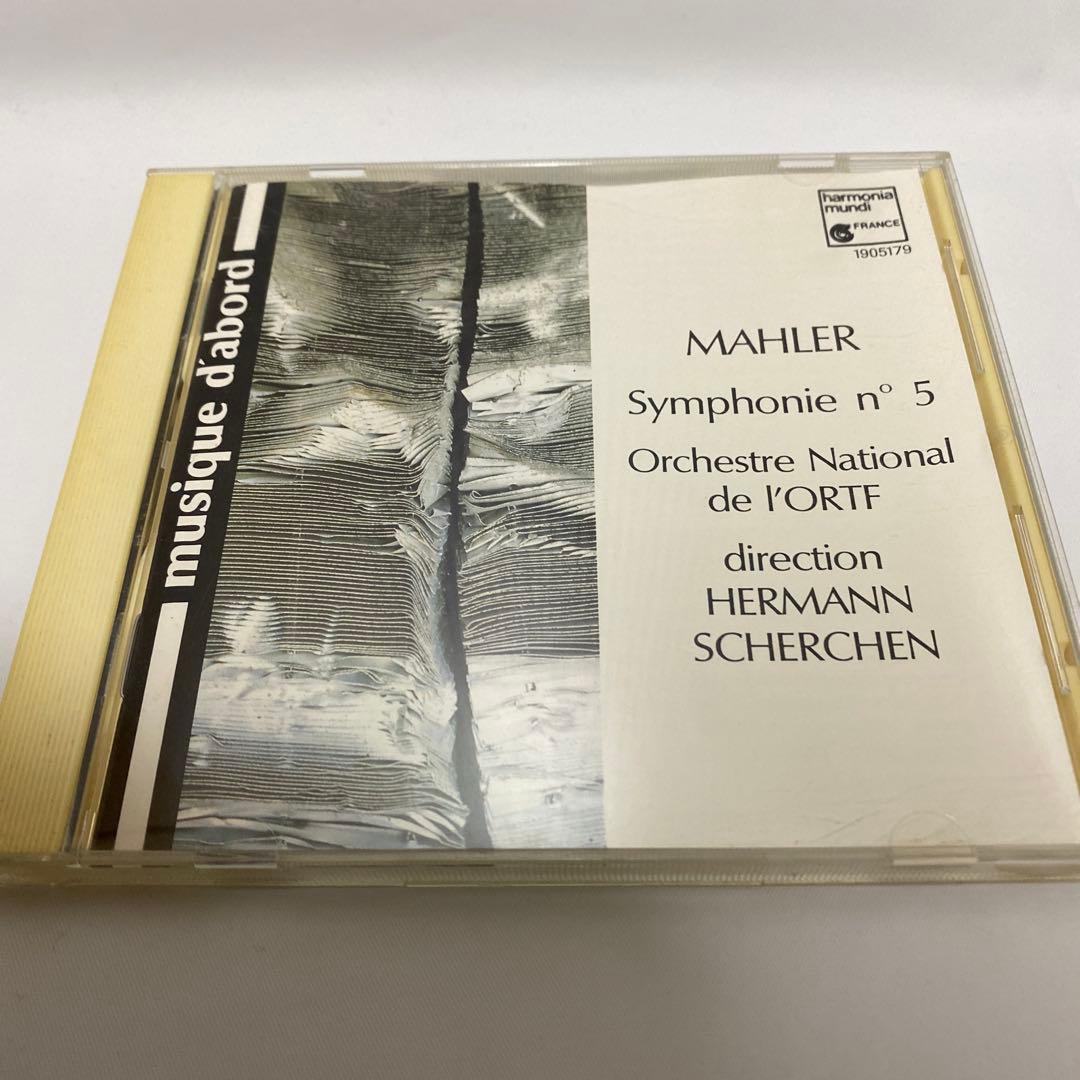 musique d'abord
harmonia
mundi
FRANCE
1905179
MAHLER
Symphonie n° 5
Orchestre National
de l'ORTF
direction
HERMANN
SCHERCHEN